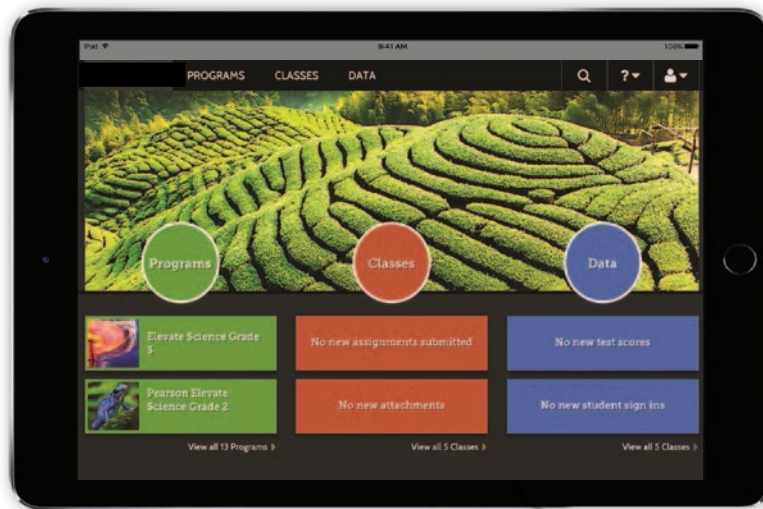 iPad 9:41 AM 100%
PROGRAMS CLASSES DATA ?
Programs Classes Data
Elevate Science Grade
3
No new assignments submitted
No new test scores
Pearson Elevate
Science Grade 2
No new attachments
No new student sign ins
View all 13 Programs
View all 5 Classes
View all 5 Classes